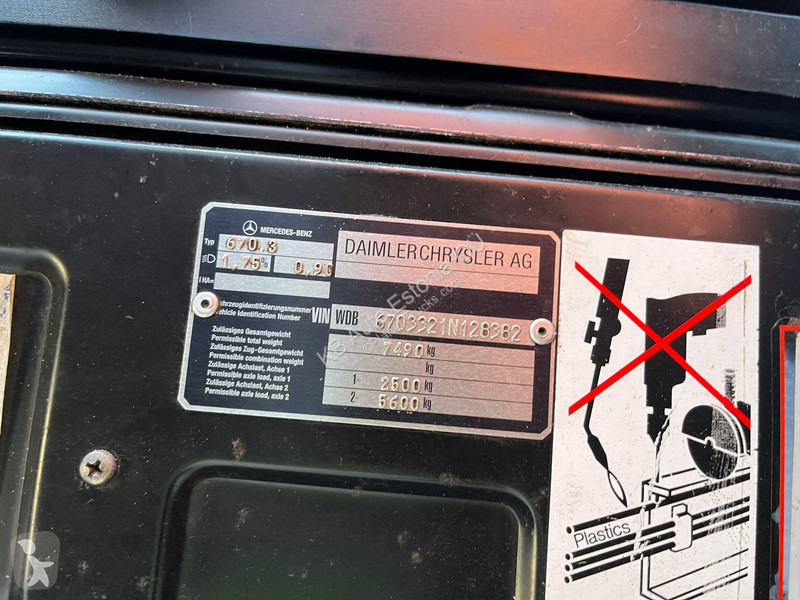 MERCEDES-BENZ
Typ 670.3
DAIMLERCHRYSLER AG
1,75% 0,90
Fahrzeugidentifizierungsnummer
Vehicle Identification Number
VIN WDB 6703321N128382
Zulässiges Gesamtgewicht
Permissible total weight
7490 kg
Zulässiges Zug-Gesamtgewicht
Permissible combination weight
kg
Zulässige Achslast, Achse 1
Permissible axle load, axle 1
1- 2500 kg
Zulässige Achslast, Achse 2
Permissible axle load, axle 2
2- 5600 kg
Plastics